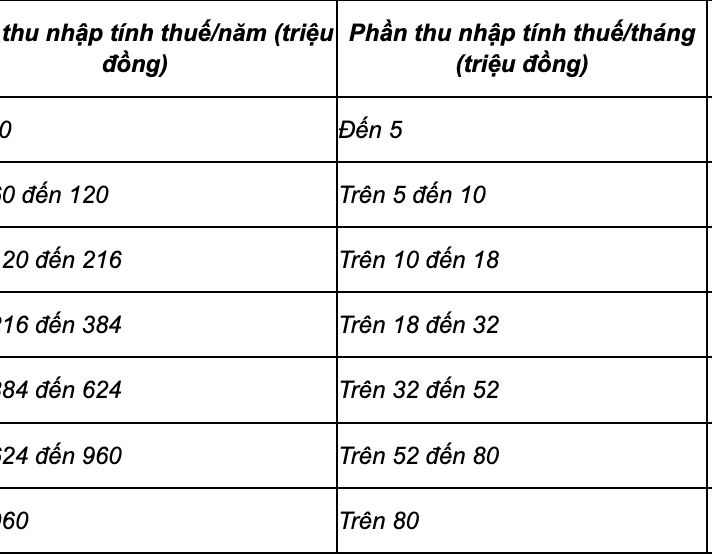 thu nhập tính thuế/năm (triệu
đồng)
Phần thu nhập tính thuế/tháng
(triệu đồng)
0
Đến 5
60 đến 120
Trên 5 đến 10
120 đến 216
Trên 10 đến 18
216 đến 384
Trên 18 đến 32
384 đến 624
Trên 32 đến 52
624 đến 960
Trên 52 đến 80
960
Trên 80